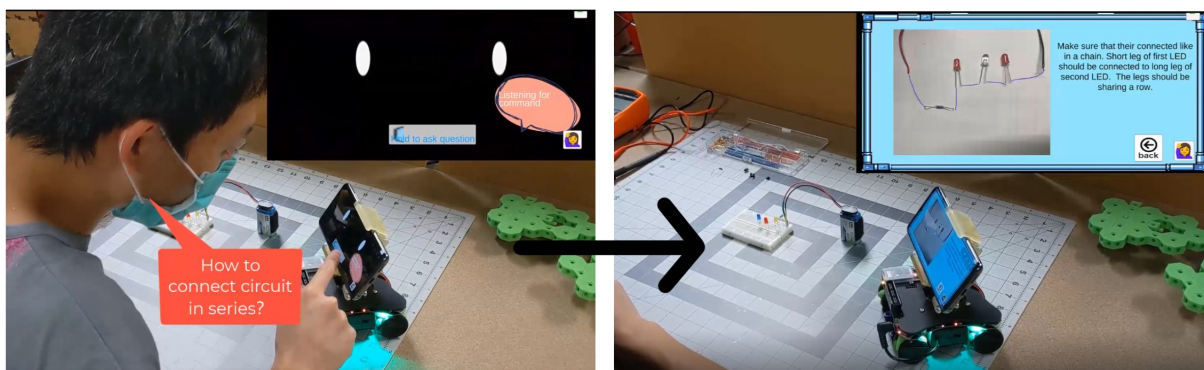 Listening for
command
to ask question
How to
connect circuit
in series?
Make sure that their connected like
in a chain. Short leg of first LED
should be connected to long leg of
second LED. The legs should be
sharing a row.
back